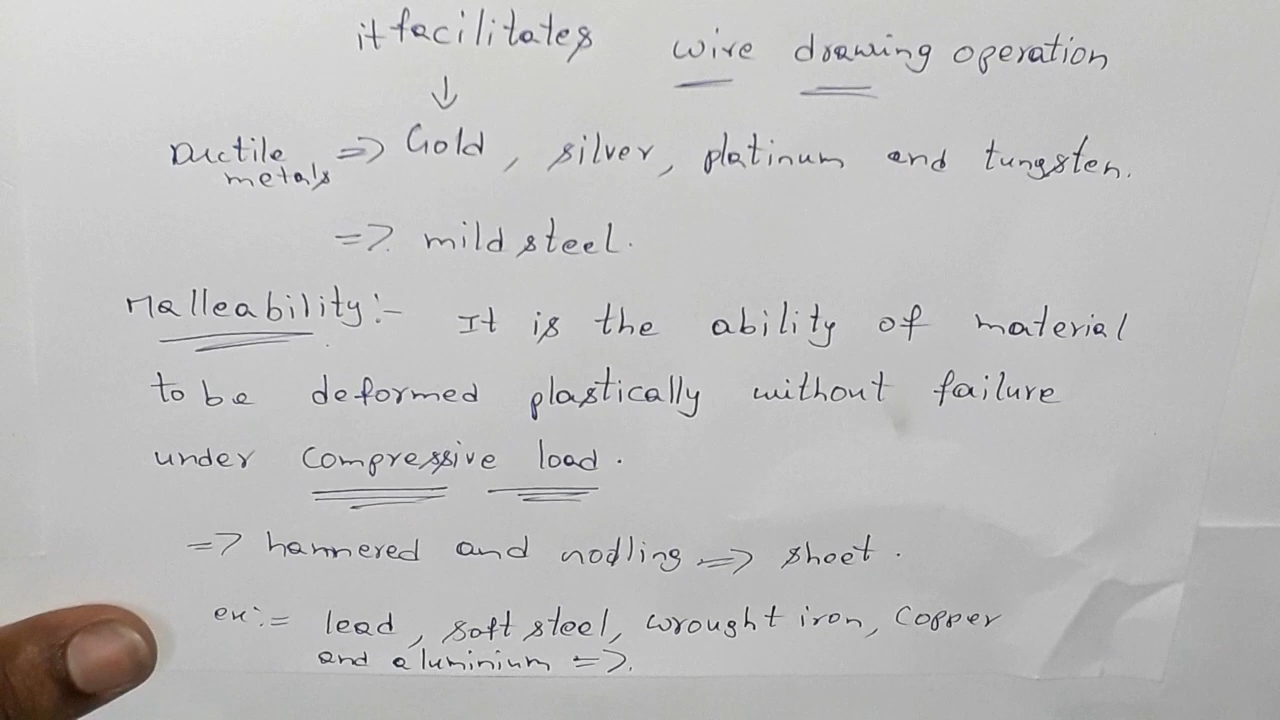 it facilitates wire drawing operation
↓
Ductile metals => Gold, silver, platinum and tungsten.
=> mild steel.
Malleability:- It is the ability of material
to be deformed plastically without failure
under compressive load.
=> hammered and rodling => sheet.
ex:= lead, soft steel, wrought iron, Copper
and aluminium =>.